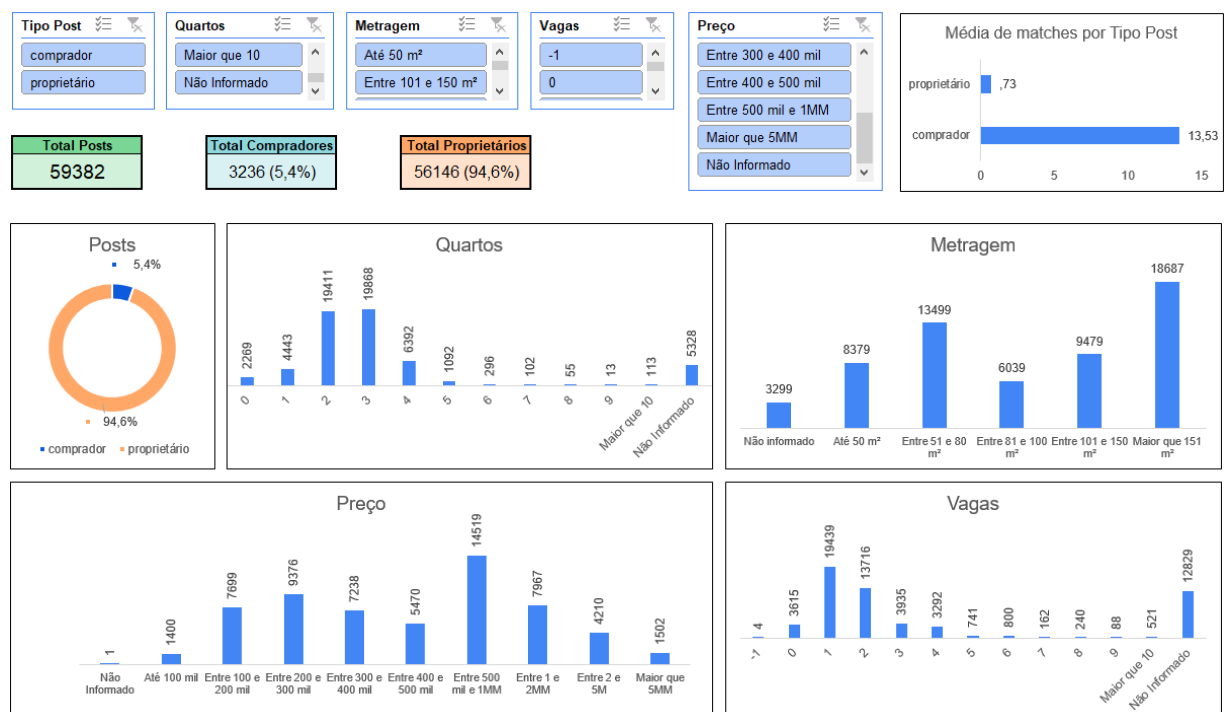 Tipo Post
comprador
proprietário
Quartos
Maior que 10
Não Informado
Metragem
Até 50 m²
Entre 101 e 150 m²
Vagas
-1
0
Preço
Entre 300 e 400 mil
Entre 400 e 500 mil
Entre 500 mil e 1MM
Maior que 5MM
Não Informado
Média de matches por Tipo Post
proprietário
,73
comprador
13,53
0 5 10 15
Total Posts
59382
Total Compradores
3236 (5,4%)
Total Proprietários
56146 (94,6%)
Posts
5,4%
94,6%
comprador proprietário
Quartos
2269 4443 19411 19868 6392 1092 296 102 55 13 113 5328
0 1 2 3 4 5 6 7 8 9 Maior que 10 Não Informado
Metragem
3299 8379 13499 6039 9479 18687
Não informado Até 50 m² Entre 51 e 80 Entre 81 e 100 Entre 101 e 150 Maior que 151
m² m² m² m²
Preço
1 1400 7699 9376 7238 5470 14519 7967 4210 1502
Não Até 100 mil Entre 100 e Entre 200 e Entre 300 e Entre 400 e Entre 500 Entre 1 e Entre 2 e Maior que
Informado 200 mil 300 mil 400 mil 500 mil mil e 1MM 2MM 5M 5MM
Vagas
4 3615 19439 13716 3935 3292 741 800 162 240 88 521 12829
-1 0 1 2 3 4 5 6 7 8 9 Maior que 10 Não Informado